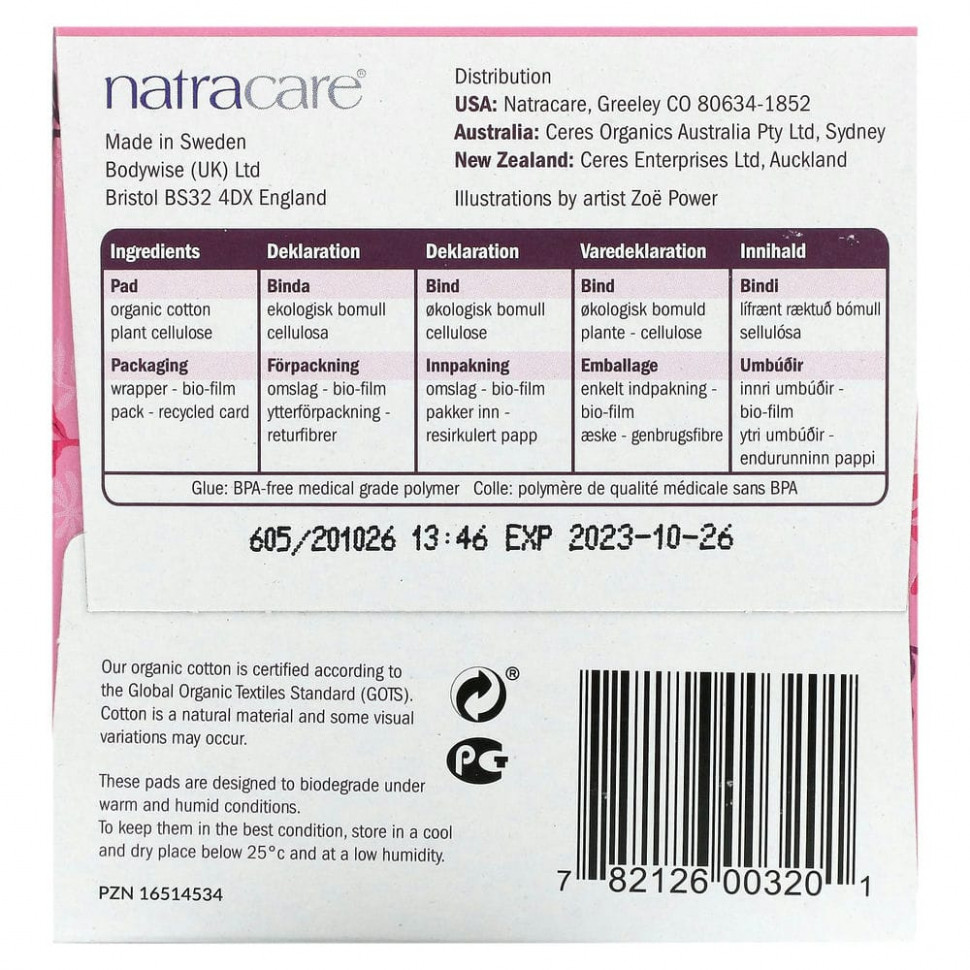 natracare®
Made in Sweden
Bodywise (UK) Ltd
Bristol BS32 4DX England
Distribution
USA: Natracare, Greeley CO 80634-1852
Australia: Ceres Organics Australia Pty Ltd, Sydney
New Zealand: Ceres Enterprises Ltd, Auckland
Illustrations by artist Zoë Power
Ingredients
Pad
organic cotton
plant cellulose
Packaging
wrapper - bio-film
pack - recycled card
Deklaration
Binda
ekologisk bomull
cellulosa
Förpackning
omslag - bio-film
ytterförpackning -
returfibrer
Deklaration
Bind
økologisk bomull
cellulose
Innpakning
omslag - bio-film
pakker inn -
resirkulert papp
Varedeklaration
Bind
økologisk bomuld
plante - cellulose
Emballage
enkelt indpakning -
bio-film
æske - genbrugsfibre
Innihald
Bindi
lífrænt ræktuð bómull
sellulósa
Umbúðir
innri umbúðir -
bio-film
ytri umbúðir -
endurunninn pappi
Glue: BPA-free medical grade polymer Colle: polymère de qualité médicale sans BPA
605/201026 13:46 EXP 2023-10-26
Our organic cotton is certified according to
the Global Organic Textiles Standard (GOTS).
Cotton is a natural material and some visual
variations may occur.
These pads are designed to biodegrade under
warm and humid conditions.
To keep them in the best condition, store in a cool
and dry place below 25°c and at a low humidity.
PZN 16514534
®
PG
7 82126 00320 1